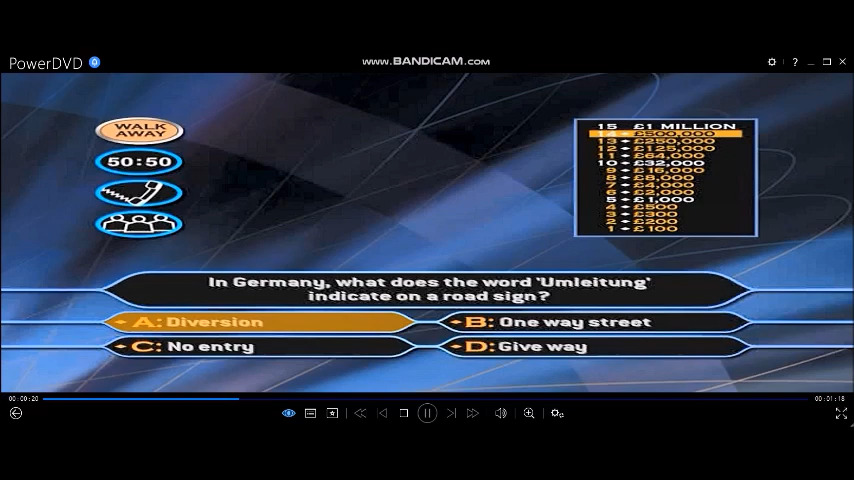 PowerDVD
www.BANDICAM.com
?
WALK
AWAY
50:50
15 £1 MILLION
14 £500,000
13 £250,000
12 £125,000
11 £64,000
10 £32,000
9 £16,000
8 £8,000
7 £4,000
6 £2,000
5 £1,000
4 £500
3 £300
2 £200
1 £100
In Germany, what does the word 'Umleitung'
indicate on a road sign?
A: Diversion
B: One way street
C: No entry
D: Give way
00:00:20
00:01:18